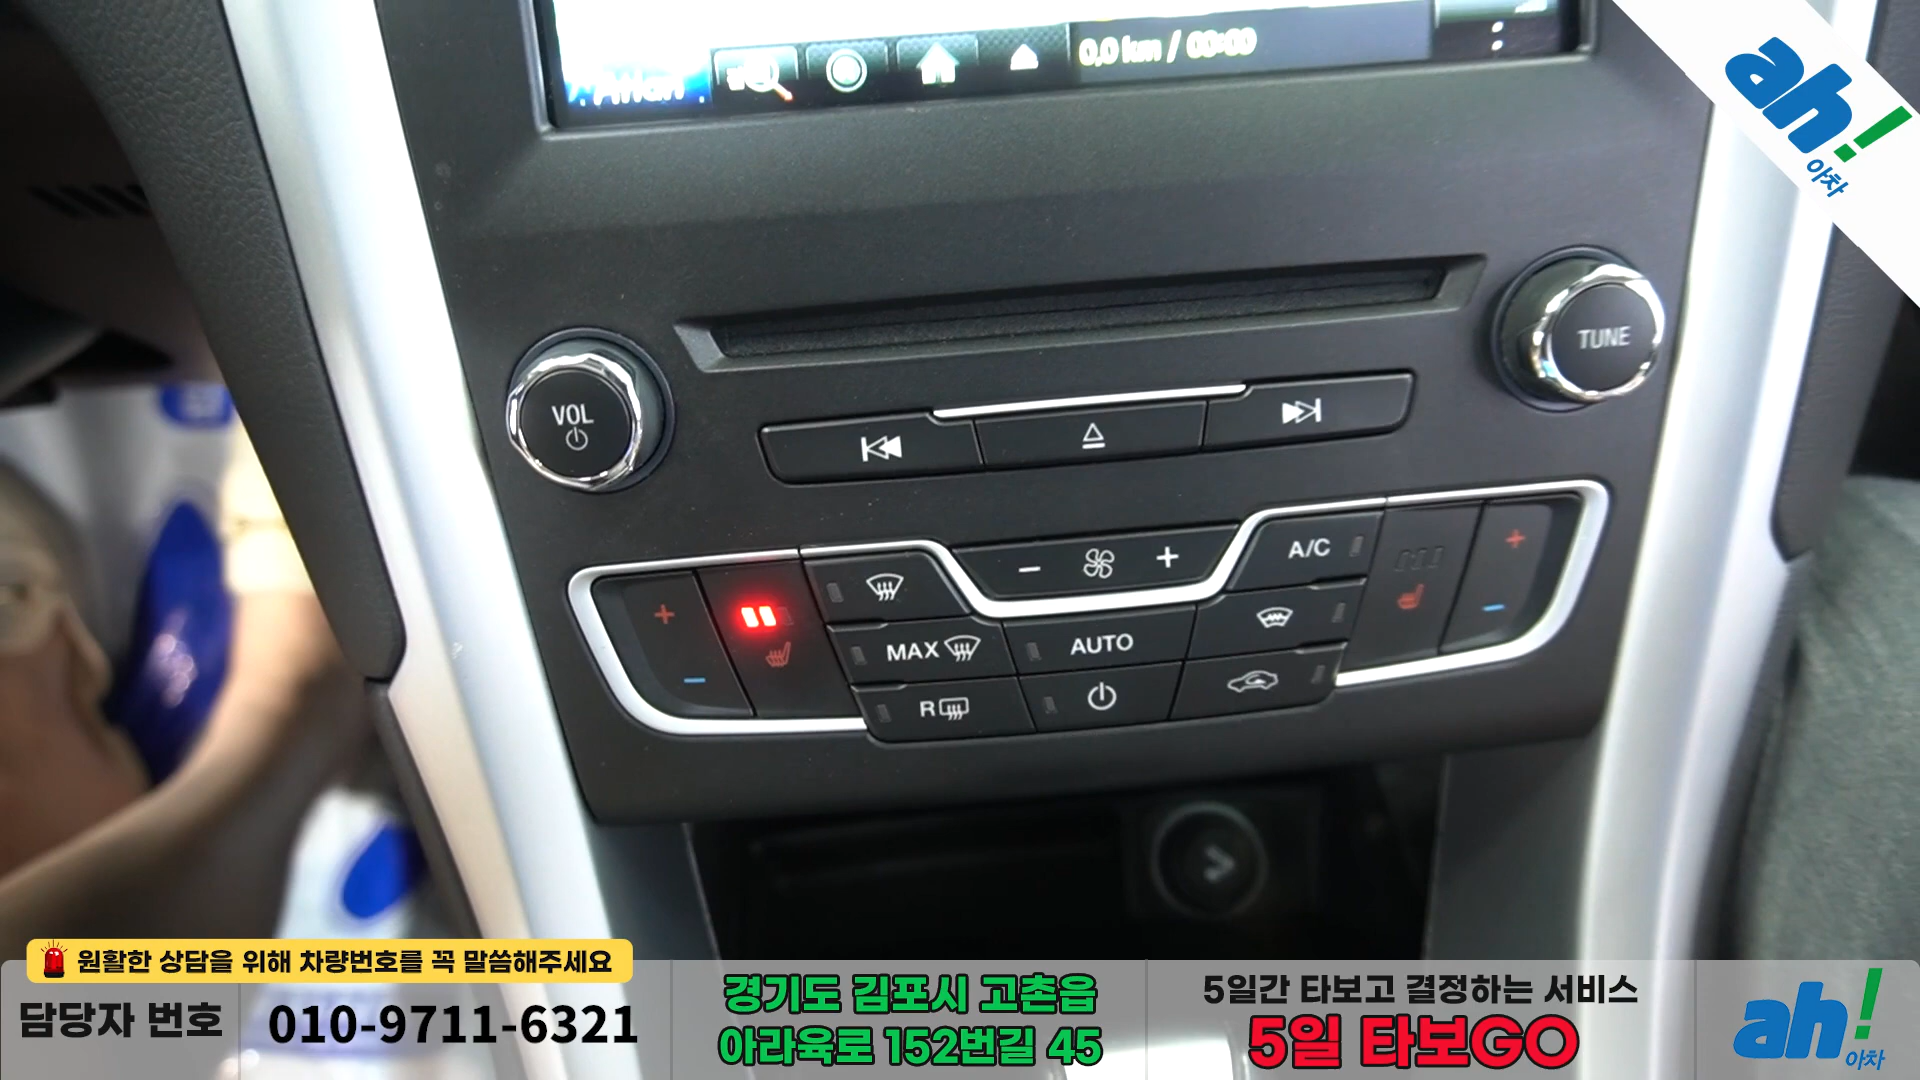 Atlan
0,0 km / 00:00
ah!
아차
TUNE
VOL
A/C
MAX
AUTO
R
원활한 상담을 위해 차량번호를 꼭 말씀해주세요
담당자 번호
010-9711-6321
경기도 김포시 고촌읍
아라육로 152번길 45
5일간 타보고 결정하는 서비스
5일 타보GO
ah!
아차